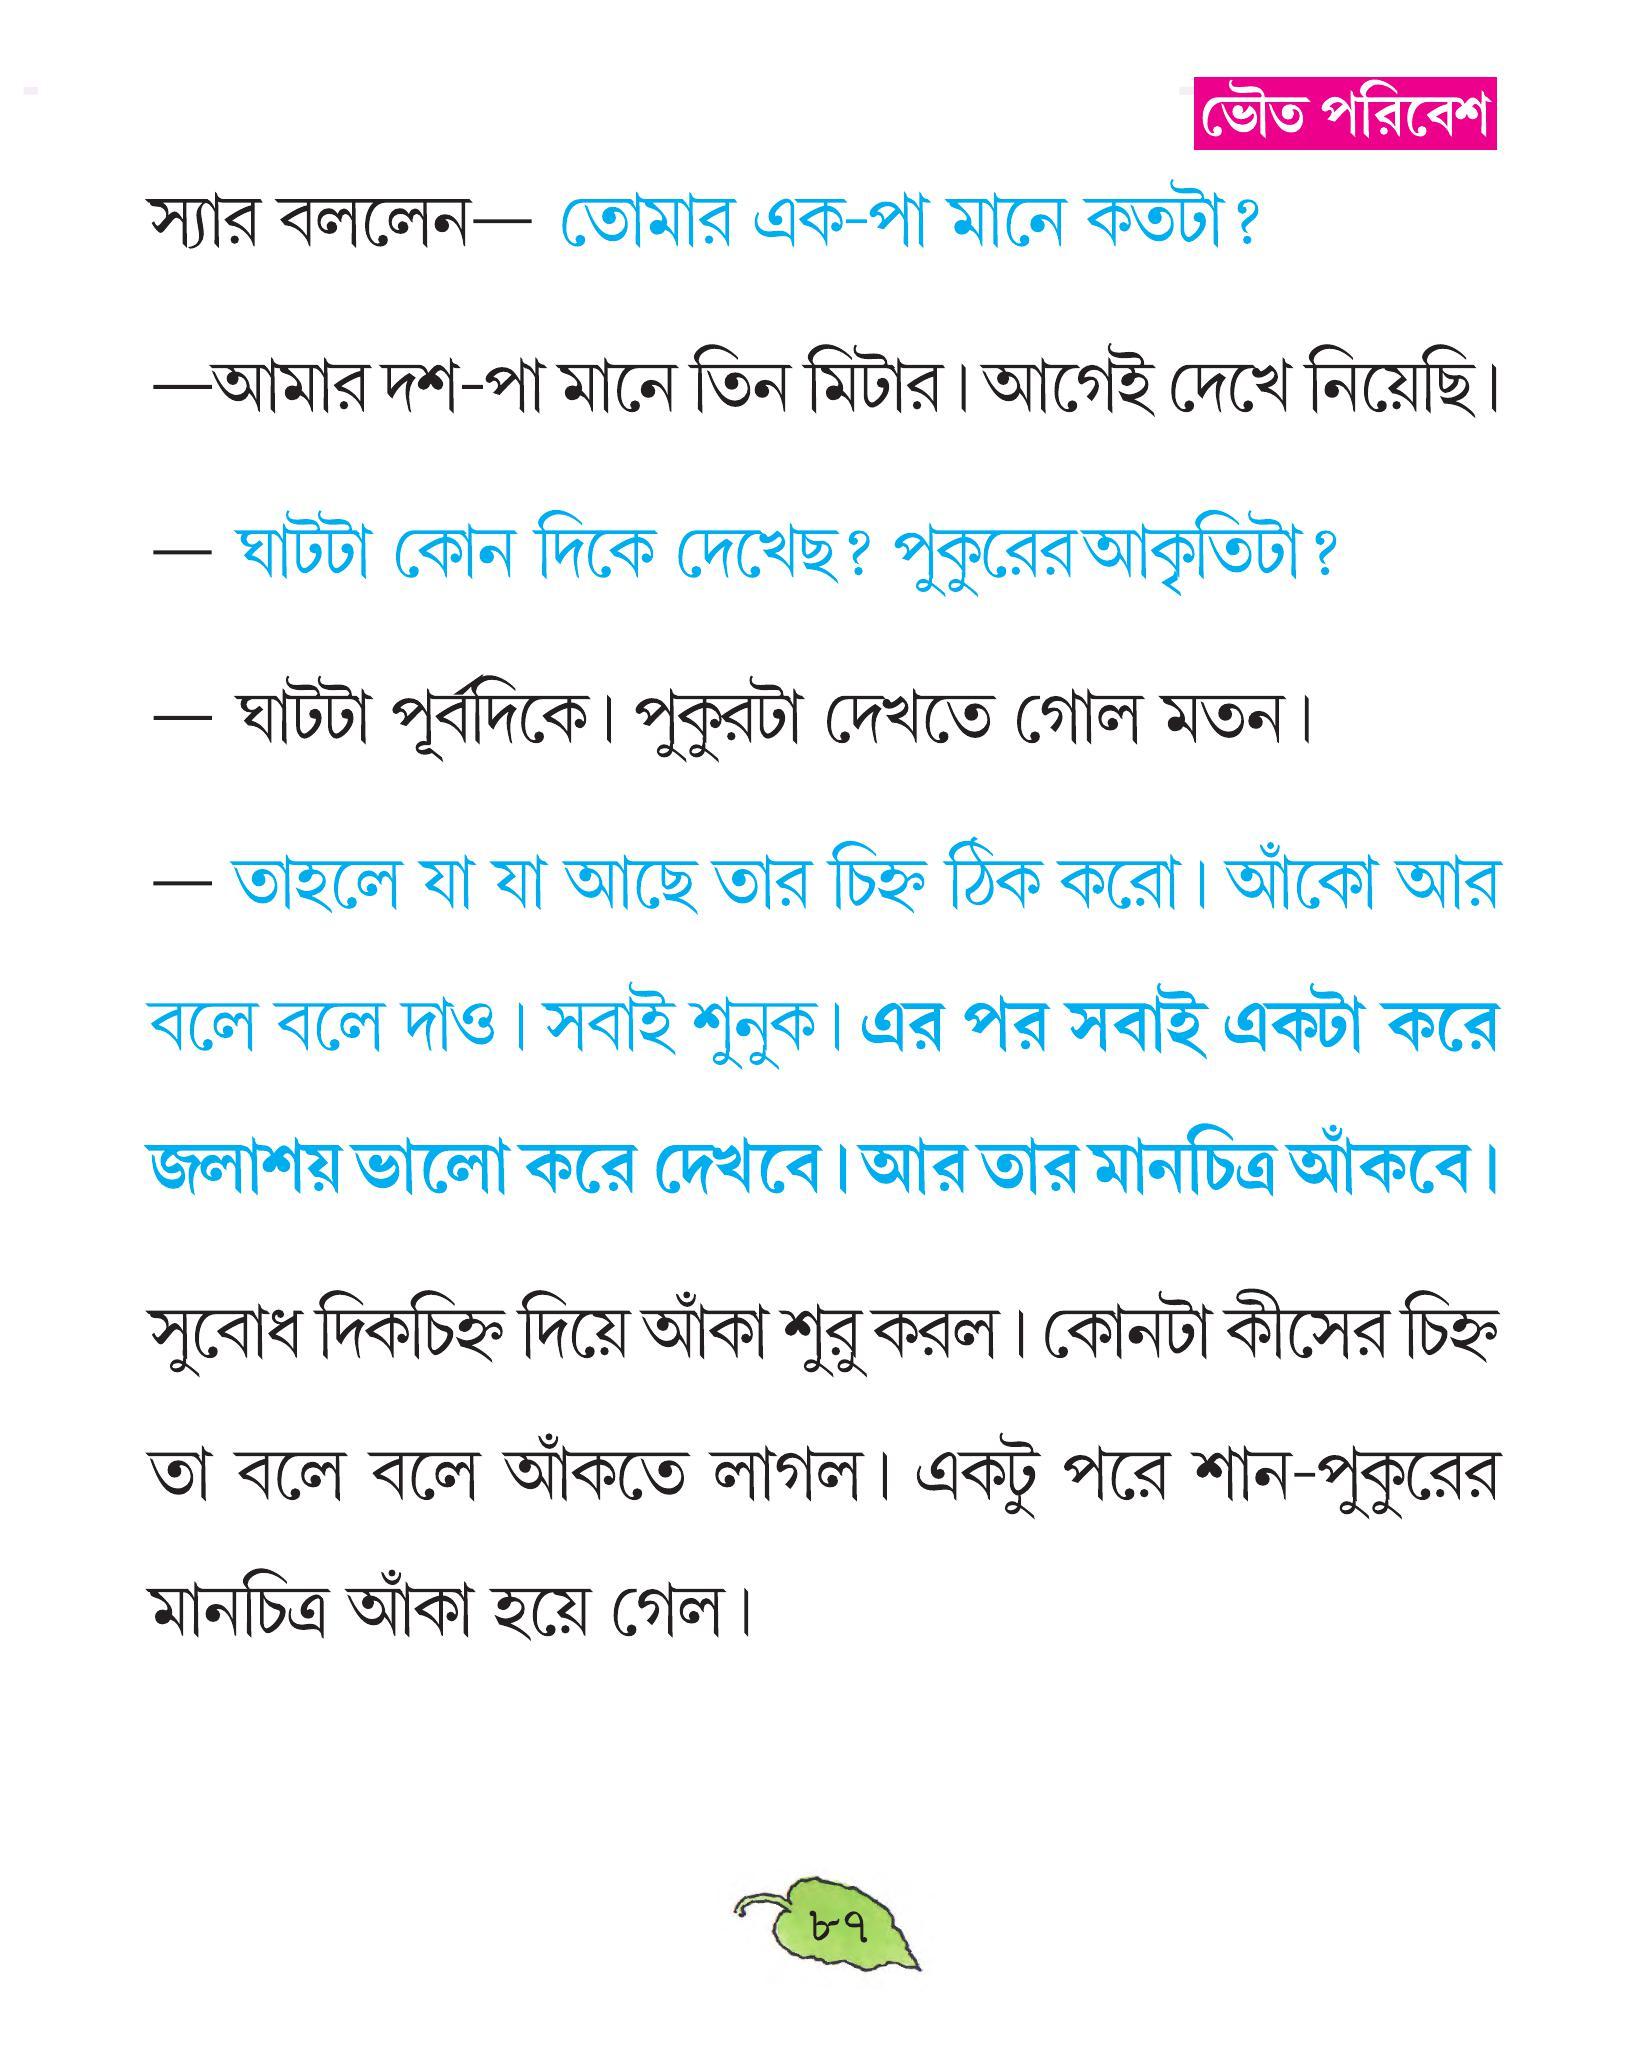 ভৌত পরিবেশ
স্যার বললেন— তোমার এক-পা মানে কতটা?
—আমার দশ-পা মানে তিন মিটার। আগেই দেখে নিয়েছি।
— ঘাটটা কোন দিকে দেখেছ? পুকুরের আকৃতিটা?
— ঘাটটা পূর্বদিকে। পুকুরটা দেখতে গোল মতন।
— তাহলে যা যা আছে তার চিহ্ন ঠিক করো। আঁকো আর
বলে বলে দাও। সবাই শুনুক। এর পর সবাই একটা করে
জলাশয় ভালো করে দেখবে। আর তার মানচিত্র আঁকবে।
সুবোধ দিকচিহ্ন দিয়ে আঁকা শুরু করল। কোনটা কীসের চিহ্ন
তা বলে বলে আঁকতে লাগল। একটু পরে শান-পুকুরের
মানচিত্র আঁকা হয়ে গেল।
৮৭